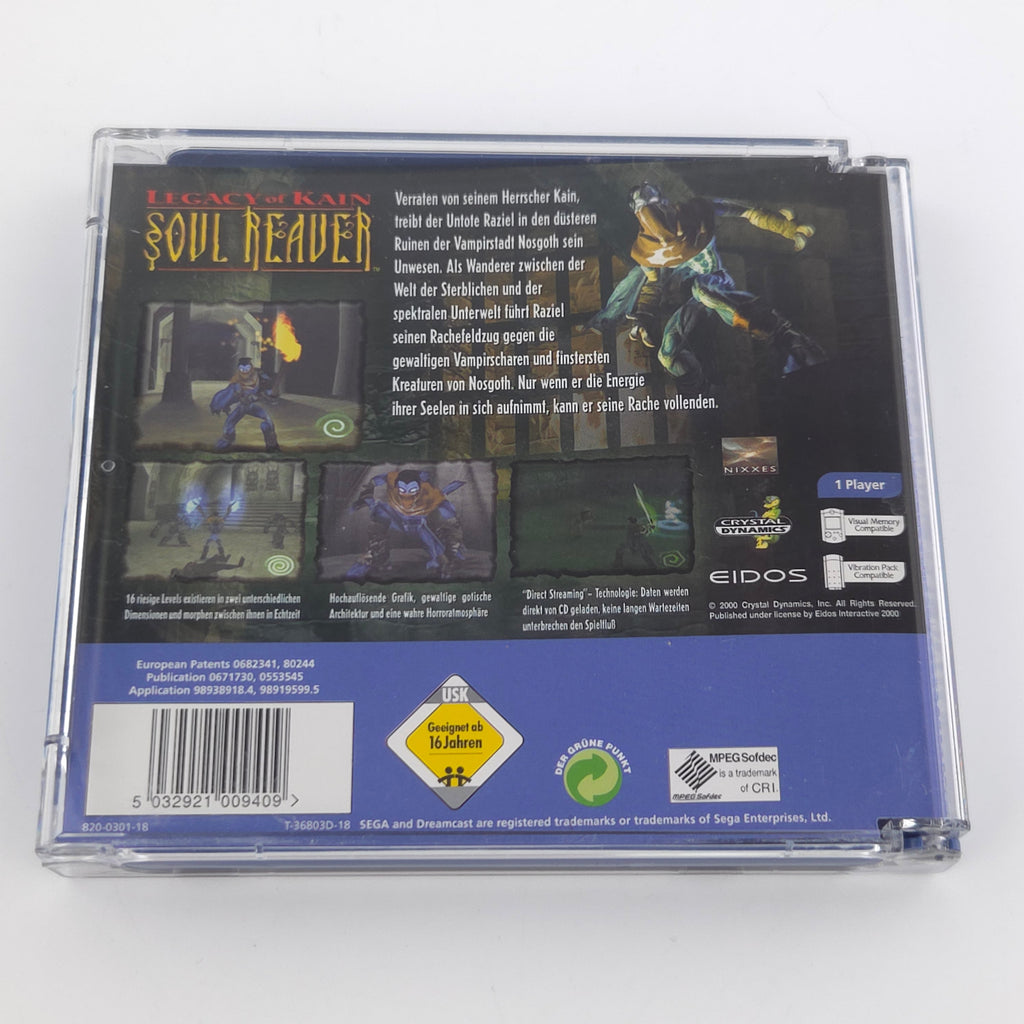 LEGACY of KAIN
SOUL REAVER™
Verraten von seinem Herrscher Kain,
treibt der Untote Raziel in den düsteren
Ruinen der Vampirstadt Nosgoth sein
Unwesen. Als Wanderer zwischen der
Welt der Sterblichen und der
spektralen Unterwelt führt Raziel
seinen Rachefeldzug gegen die
gewaltigen Vampirscharen und finstersten
Kreaturen von Nosgoth. Nur wenn er die Energie
ihrer Seelen in sich aufnimmt, kann er seine Rache vollenden.
16 riesige Levels existieren in zwei unterschiedlichen
Dimensionen und morphen zwischen ihnen in Echtzeit
Hochauflösende Grafik, gewaltige gotische
Architektur und eine wahre Horroratmosphäre
"Direct Streaming"- Technologie: Daten werden
direkt von CD geladen, keine langen Wartezeiten
unterbrechen den Spielfluß
NIXXES
1 Player
CRYSTAL
DYNAMICS
Visual Memory
Compatible
EIDOS
Vibration Pack
Compatible
© 2000 Crystal Dynamics, Inc. All Rights Reserved.
Published under license by Eidos Interactive 2000
European Patents 0682341, 80244
Publication 0671730, 0553545
Application 98938918.4, 98919599.5
5 032921 009409 >
USK
Geeignet ab
16 Jahren
DER GRÜNE PUNKT
MPEG Sofdec
MPEG Sofdec
is a trademark
of CRI.
820-0301-18
T-36803D-18
SEGA and Dreamcast are registered trademarks or trademarks of Sega Enterprises, Ltd.